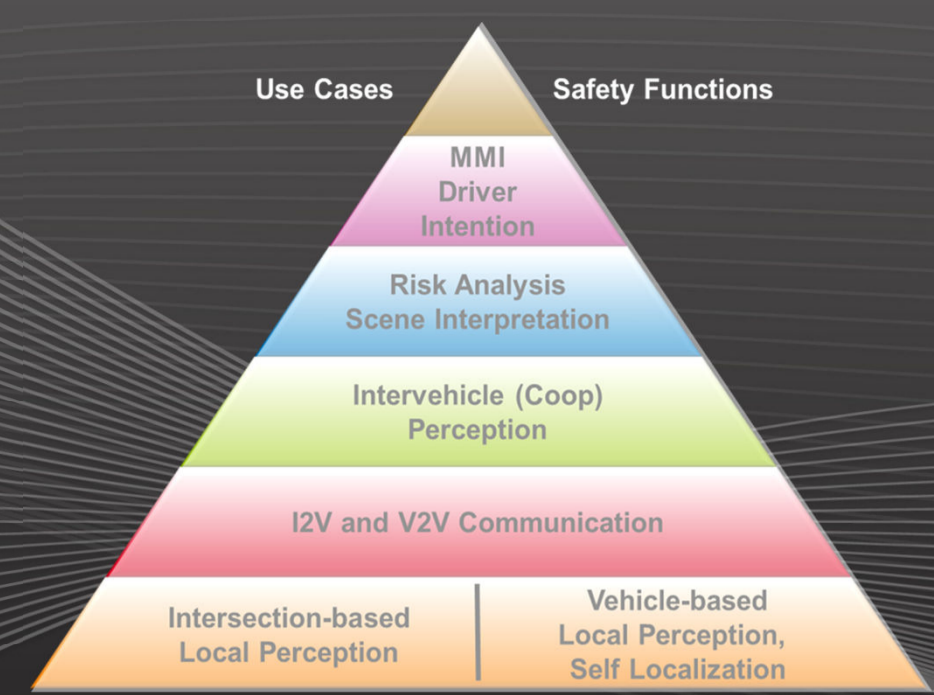 Use Cases
Safety Functions
MMI
Driver
Intention
Risk Analysis
Scene Interpretation
Intervehicle (Coop)
Perception
I2V and V2V Communication
Intersection-based
Local Perception
Vehicle-based
Local Perception,
Self Localization